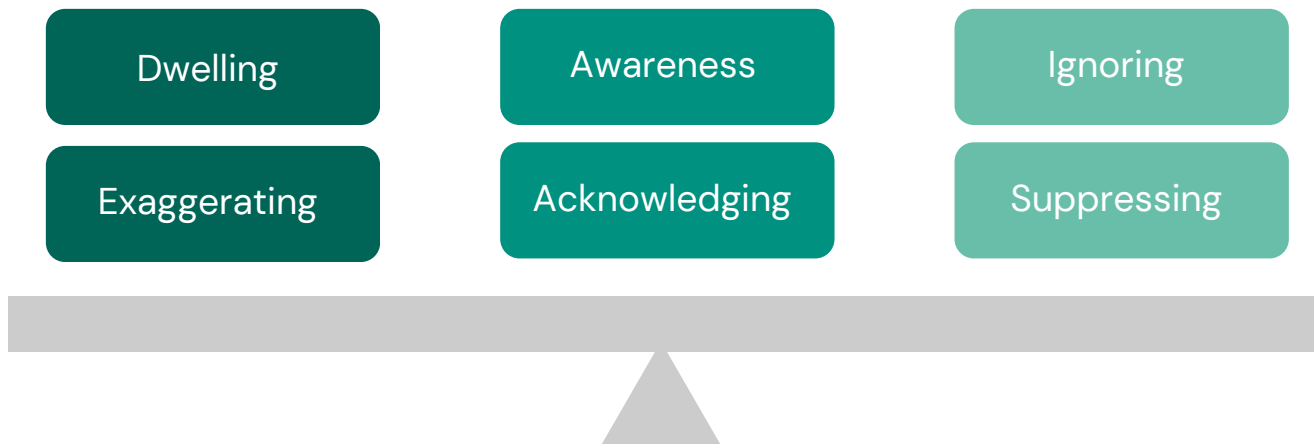 Dwelling
Awareness
Ignoring
Exaggerating
Acknowledging
Suppressing